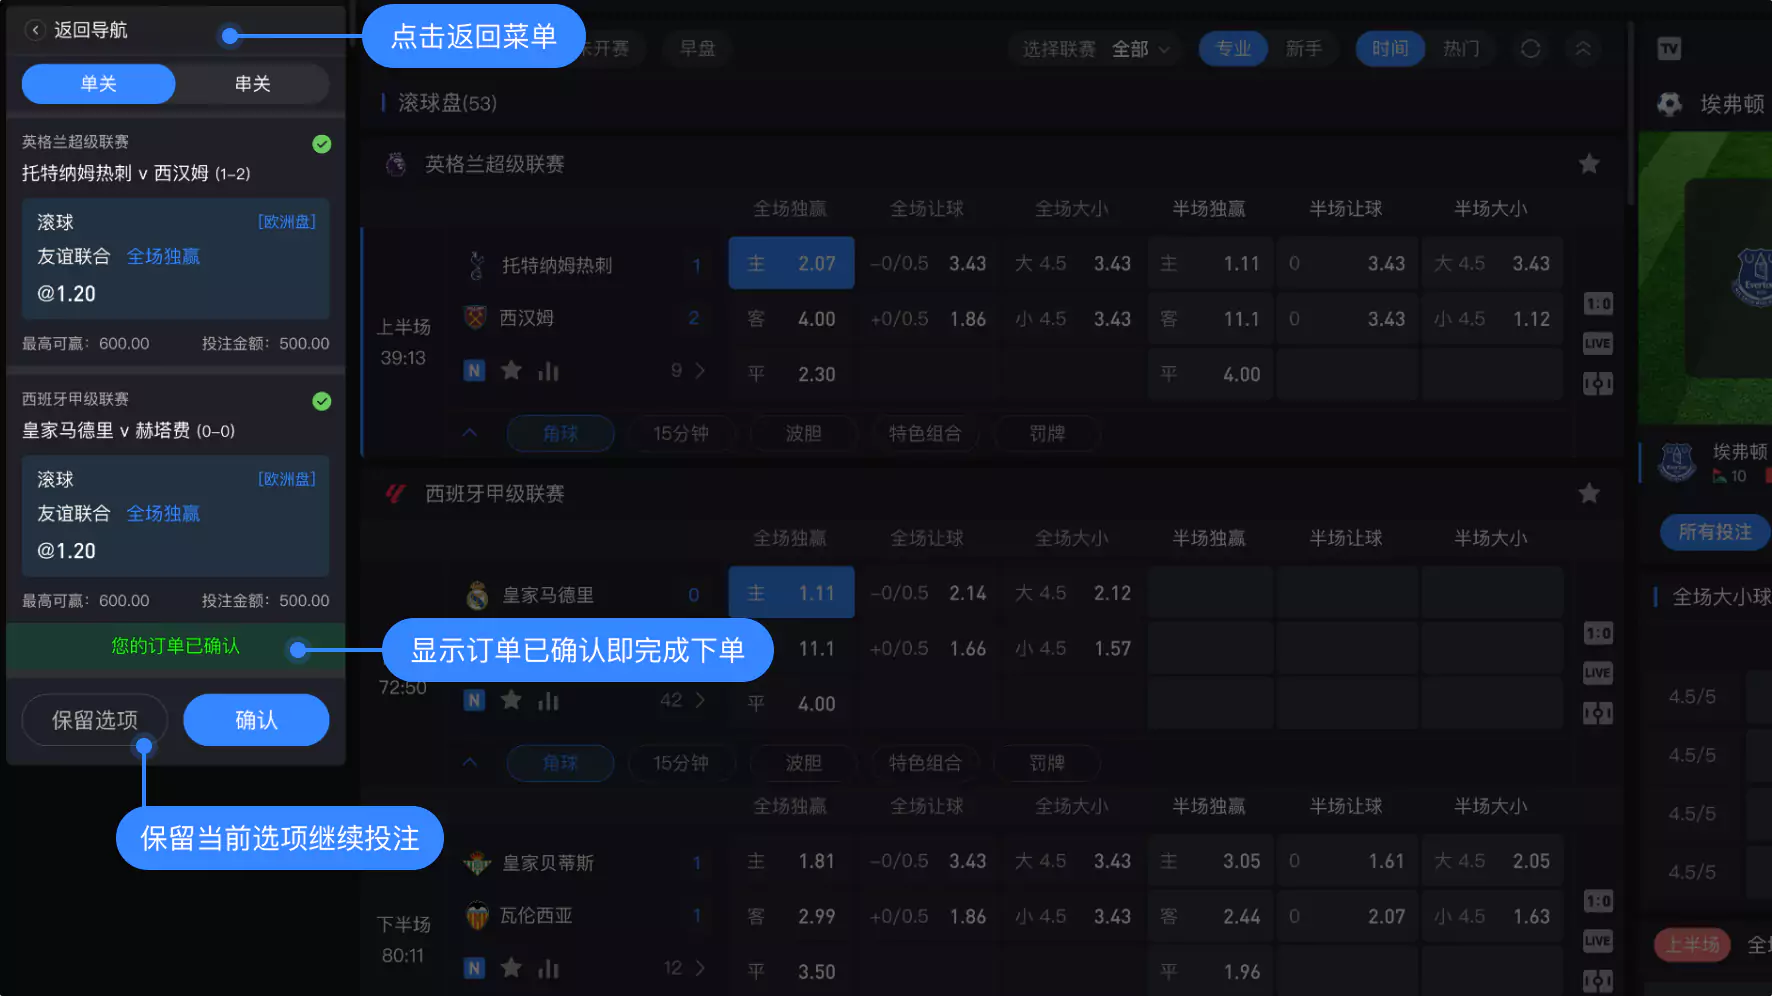 返回导航
点击返回菜单
未开赛
早盘
选择联赛 全部
专业
新手
时间
热门
TV
单关
串关
滚球盘(53)
埃弗顿
英格兰超级联赛
托特纳姆热刺 v 西汉姆 (1-2)
滚球
[欧洲盘]
友谊联合 全场独赢
@1.20
最高可赢: 600.00
投注金额: 500.00
西班牙甲级联赛
皇家马德里 v 赫塔费 (0-0)
滚球
[欧洲盘]
友谊联合 全场独赢
@1.20
最高可赢: 600.00
投注金额: 500.00
您的订单已确认
显示订单已确认即完成下单
保留选项
确认
保留当前选项继续投注
英格兰超级联赛
全场独赢 全场让球 全场大小 半场独赢 半场让球 半场大小
上半场
39:13
托特纳姆热刺 1 主 2.07 -0/0.5 3.43 大 4.5 3.43 主 1.11 0 3.43 大 4.5 3.43
西汉姆 2 客 4.00 +0/0.5 1.86 小 4.5 3.43 客 11.1 0 3.43 小 4.5 1.12
N 9 平 2.30 平 4.00
1:0
LIVE
角球 15分钟 波胆 特色组合 罚牌
西班牙甲级联赛
全场独赢 全场让球 全场大小 半场独赢 半场让球 半场大小
皇家马德里 0 主 1.11 -0/0.5 2.14 大 4.5 2.12
11.1 +0/0.5 1.66 小 4.5 1.57
72:50
N 42 平 4.00
1:0
LIVE
角球 15分钟 波胆 特色组合 罚牌
全场独赢 全场让球 全场大小 半场独赢 半场让球 半场大小
下半场
80:11
皇家贝蒂斯 1 主 1.81 -0/0.5 3.43 大 4.5 3.43 主 3.05 0 1.61 大 4.5 2.05
瓦伦西亚 1 客 2.99 +0/0.5 1.86 小 4.5 3.43 客 2.44 0 2.07 小 4.5 1.63
N 12 平 3.50 平 1.96
1:0
LIVE
Everton
埃弗顿
10
所有投注
全场大小球
4.5/5
4.5/5
4.5/5
4.5/5
上半场
全